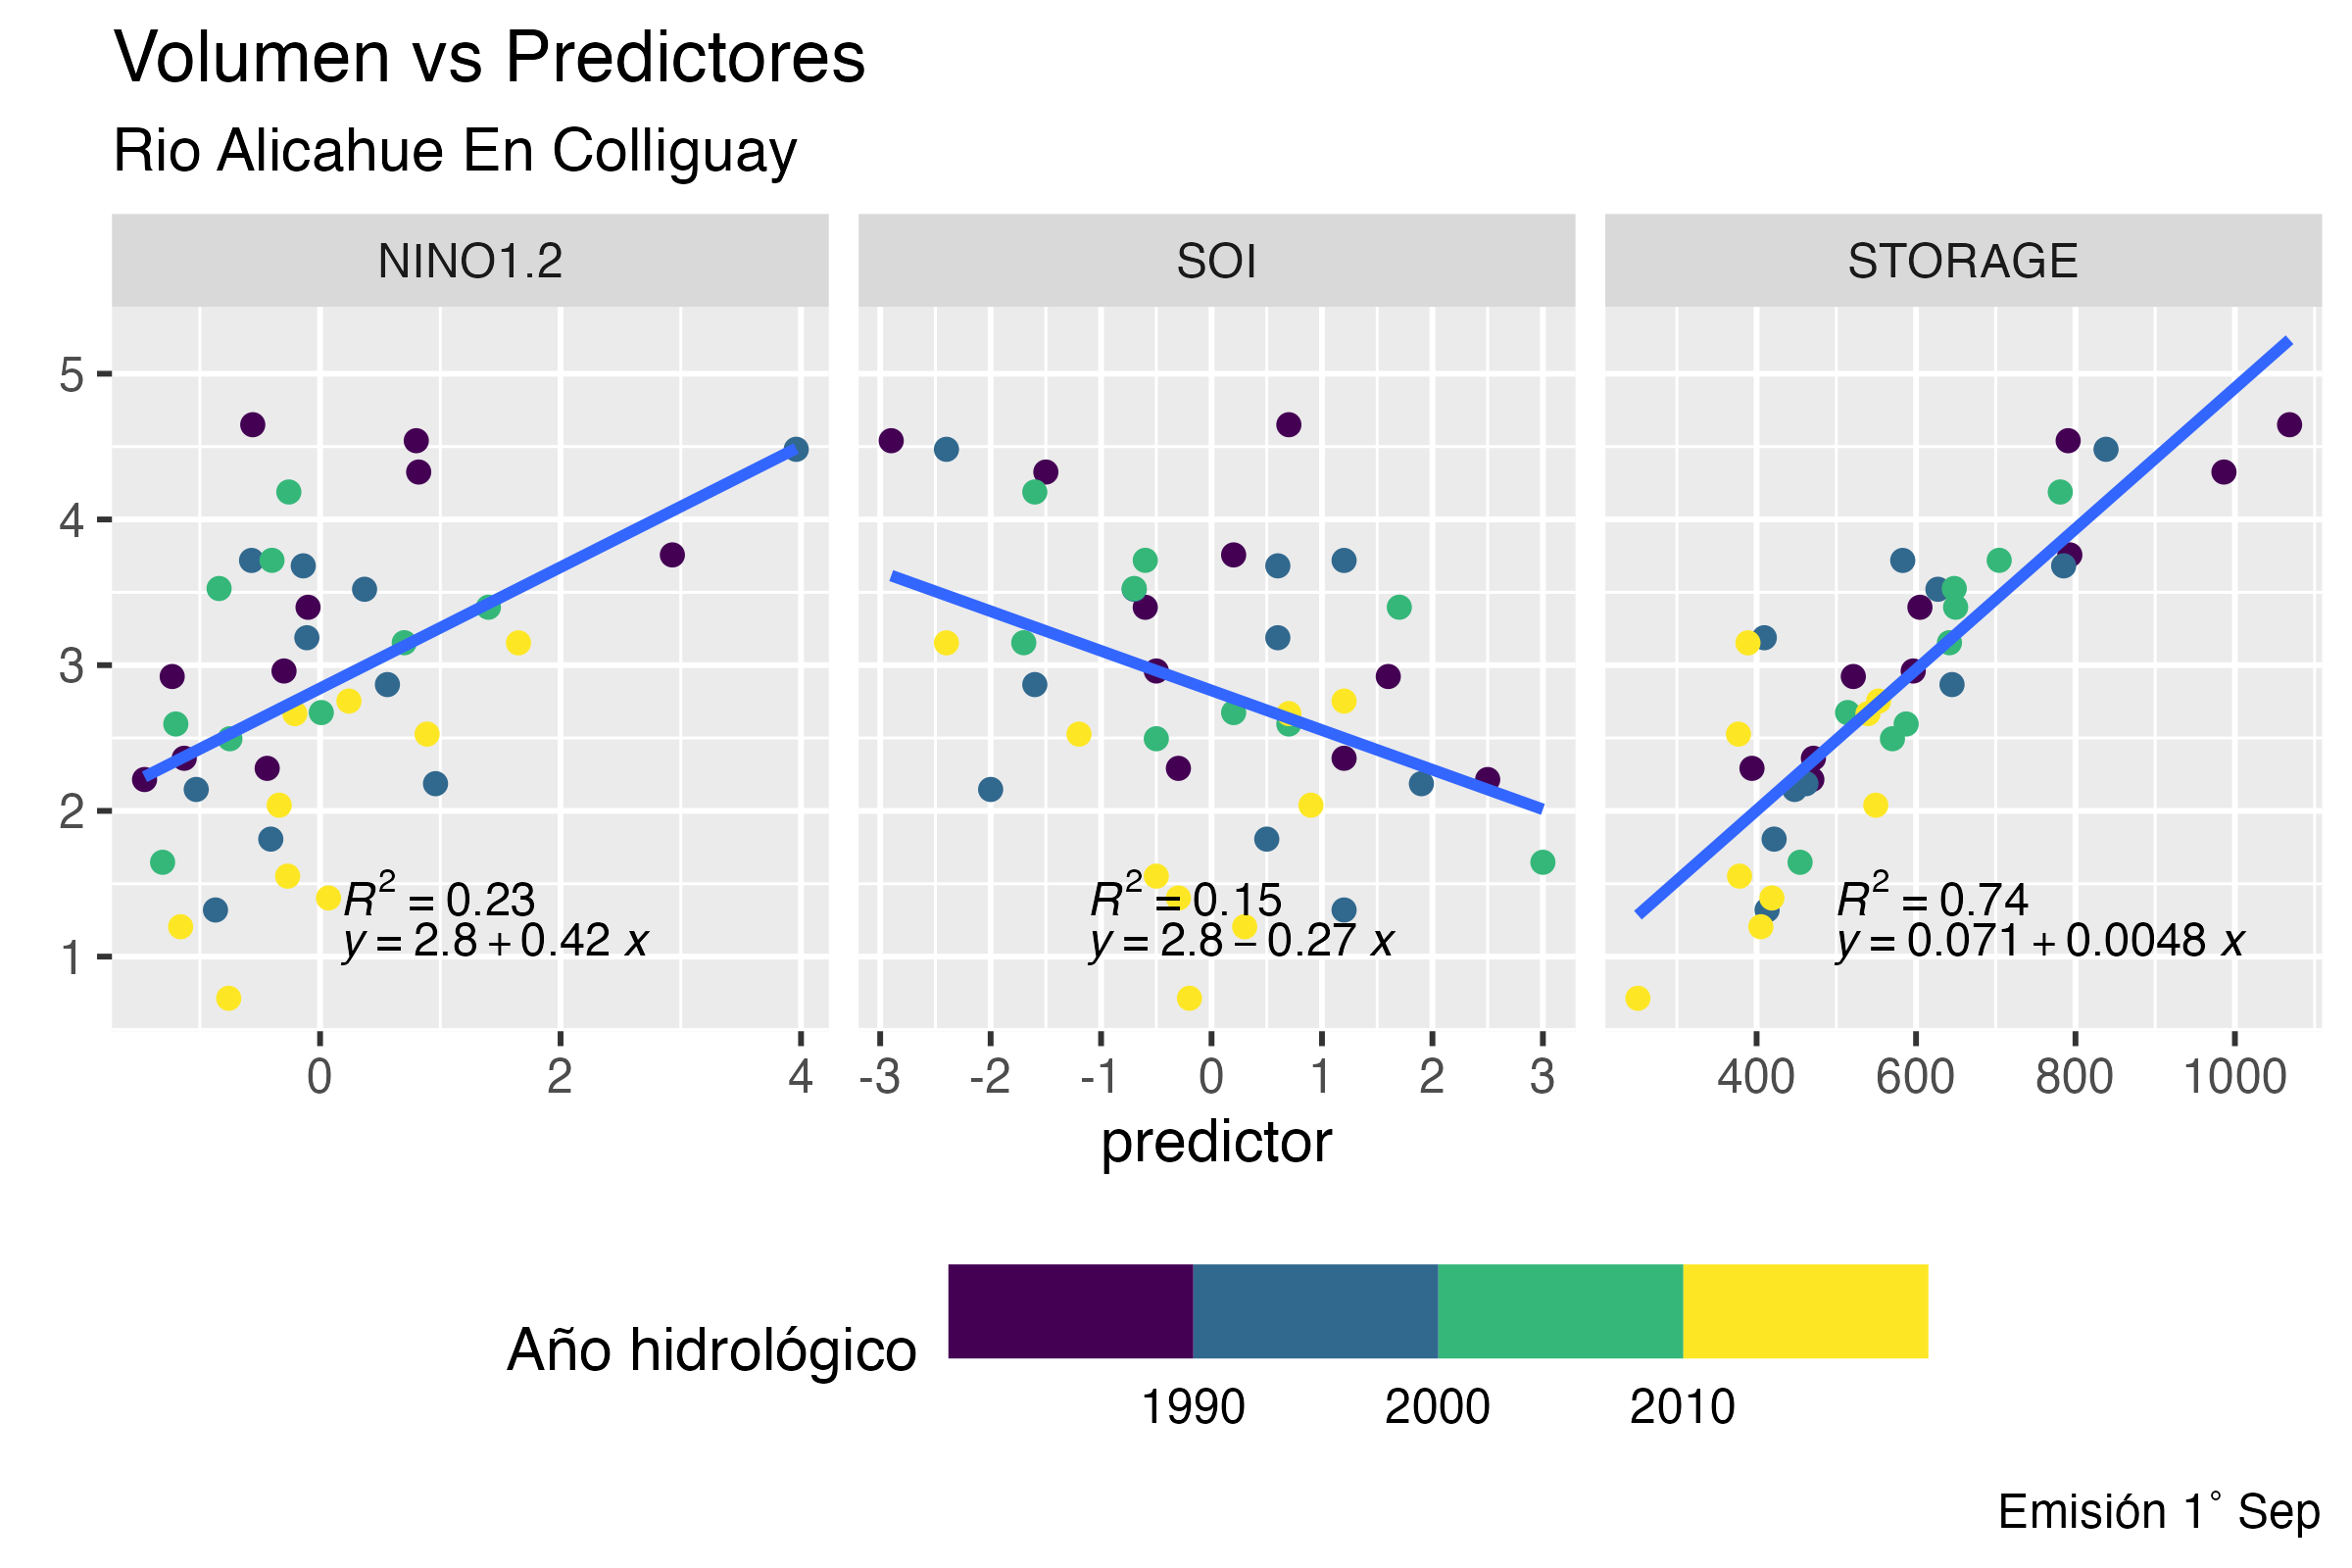 Volumen vs Predictores
Rio Alicahue En Colliguay
NINO1.2 SOI STORAGE
5
4
3
2
1
R² = 0.23
y = 2.8 + 0.42 x
R² = 0.15
y = 2.8 − 0.27 x
R² = 0.74
y = 0.071 + 0.0048 x
0 2 4 -3 -2 -1 0 1 2 3 400 600 800 1000
predictor
Año hidrológico
1990 2000 2010
Emisión 1° Sep